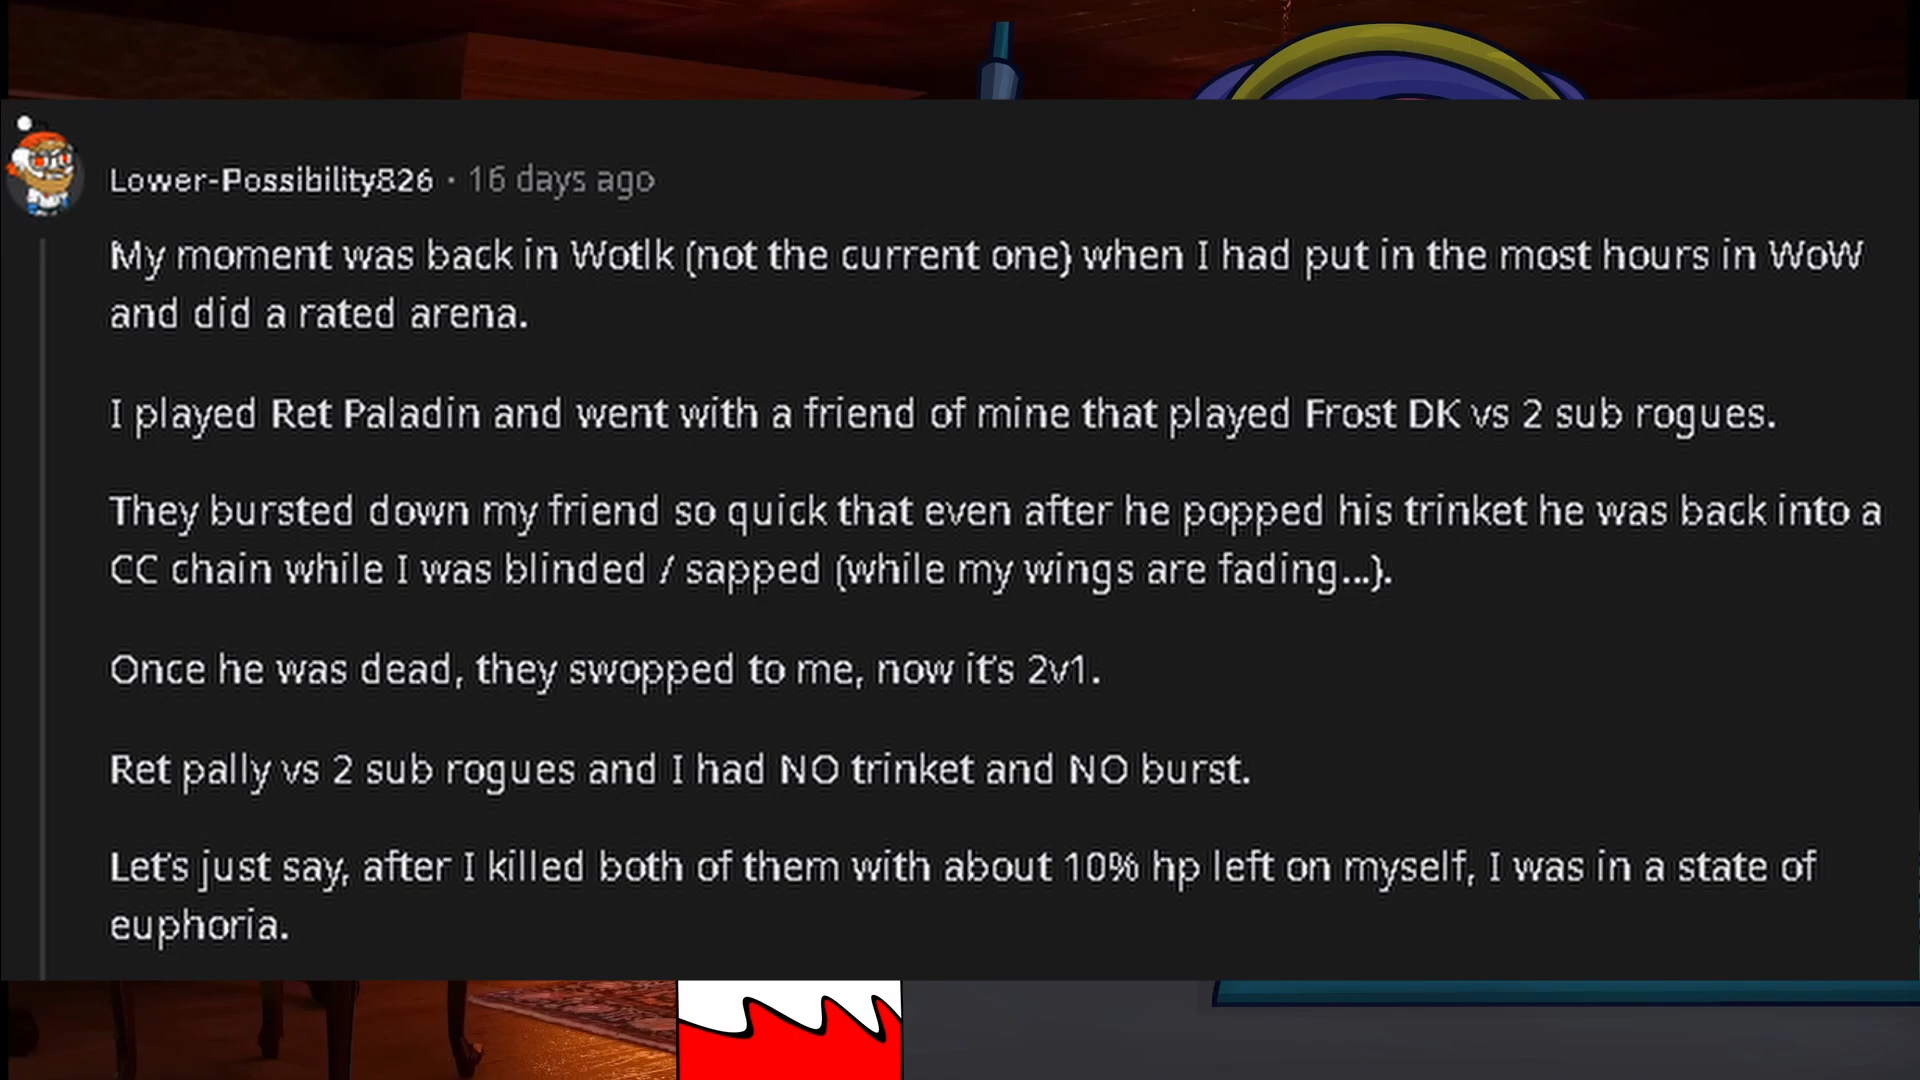 Lower-Possibility826 · 16 days ago
My moment was back in Wotlk (not the current one) when I had put in the most hours in WoW
and did a rated arena.
I played Ret Paladin and went with a friend of mine that played Frost DK vs 2 sub rogues.
They bursted down my friend so quick that even after he popped his trinket he was back into a
CC chain while I was blinded / sapped (while my wings are fading...).
Once he was dead, they swopped to me, now it's 2v1.
Ret pally vs 2 sub rogues and I had NO trinket and NO burst.
Let's just say, after I killed both of them with about 10% hp left on myself, I was in a state of
euphoria.